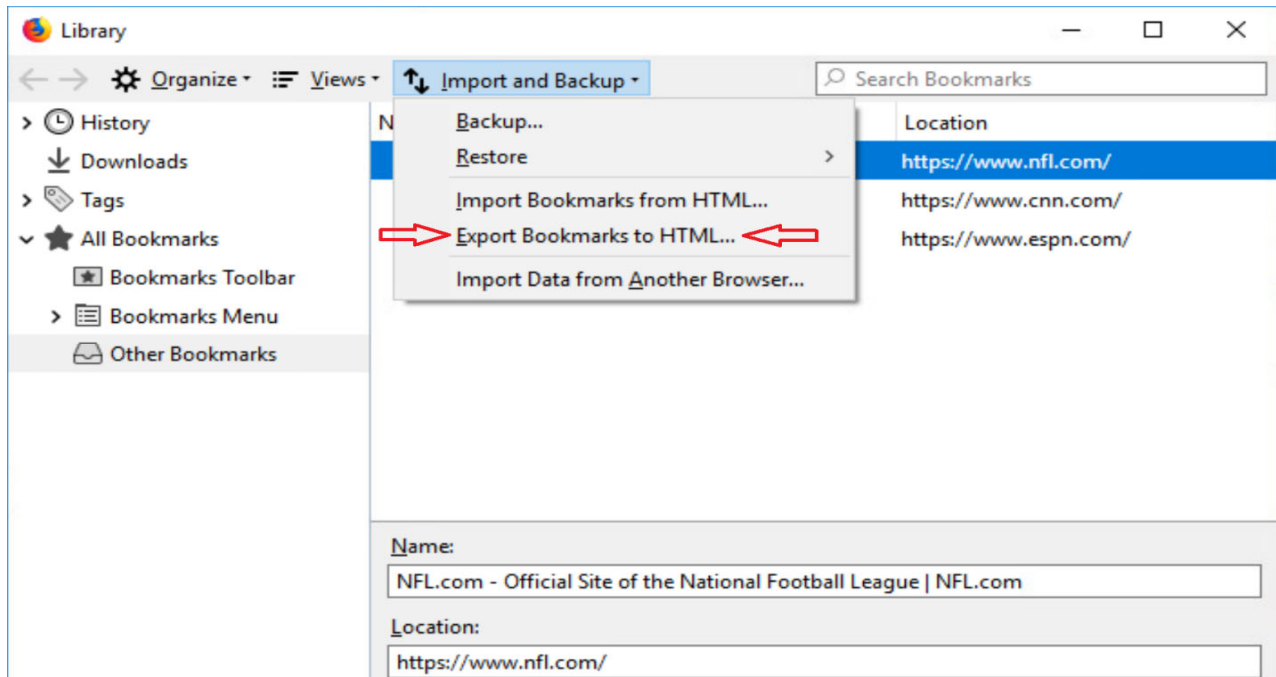 Library
Organize Views Import and Backup Search Bookmarks
History
Downloads
Tags
All Bookmarks
Bookmarks Toolbar
Bookmarks Menu
Other Bookmarks
N
Backup...
Restore
Import Bookmarks from HTML...
Export Bookmarks to HTML...
Import Data from Another Browser...
Location
https://www.nfl.com/
https://www.cnn.com/
https://www.espn.com/
Name:
NFL.com - Official Site of the National Football League | NFL.com
Location:
https://www.nfl.com/